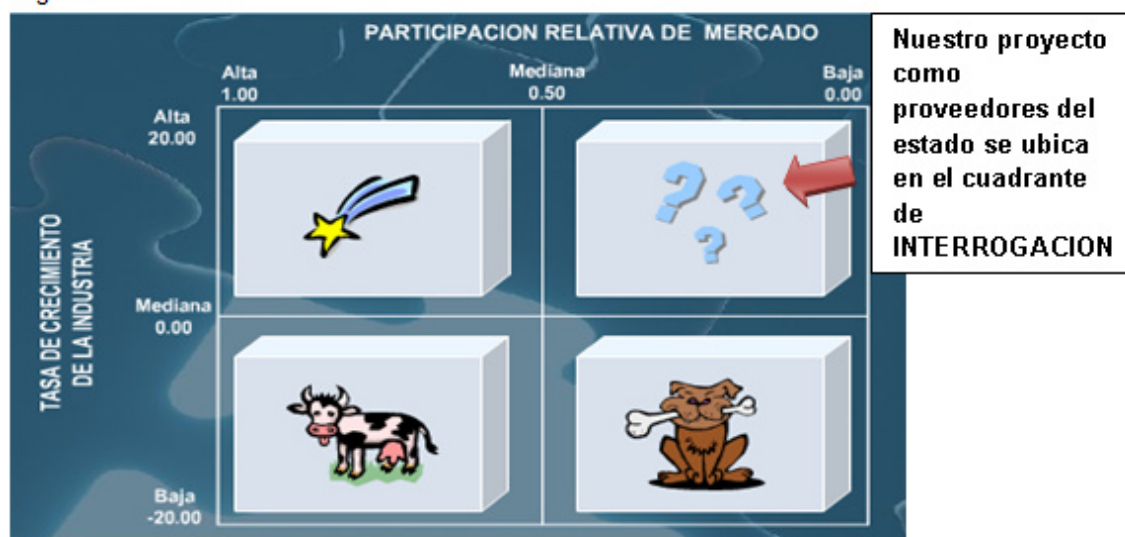 PARTICIPACION RELATIVA DE MERCADO
Alta
1.00
Mediana
0.50
Baja
0.00
Alta
20.00
TASA DE CRECIMIENTO
DE LA INDUSTRIA
Mediana
0.00
Baja
-20.00
???
Nuestro proyecto
como
proveedores del
estado se ubica
en el cuadrante
de
INTERROGACION